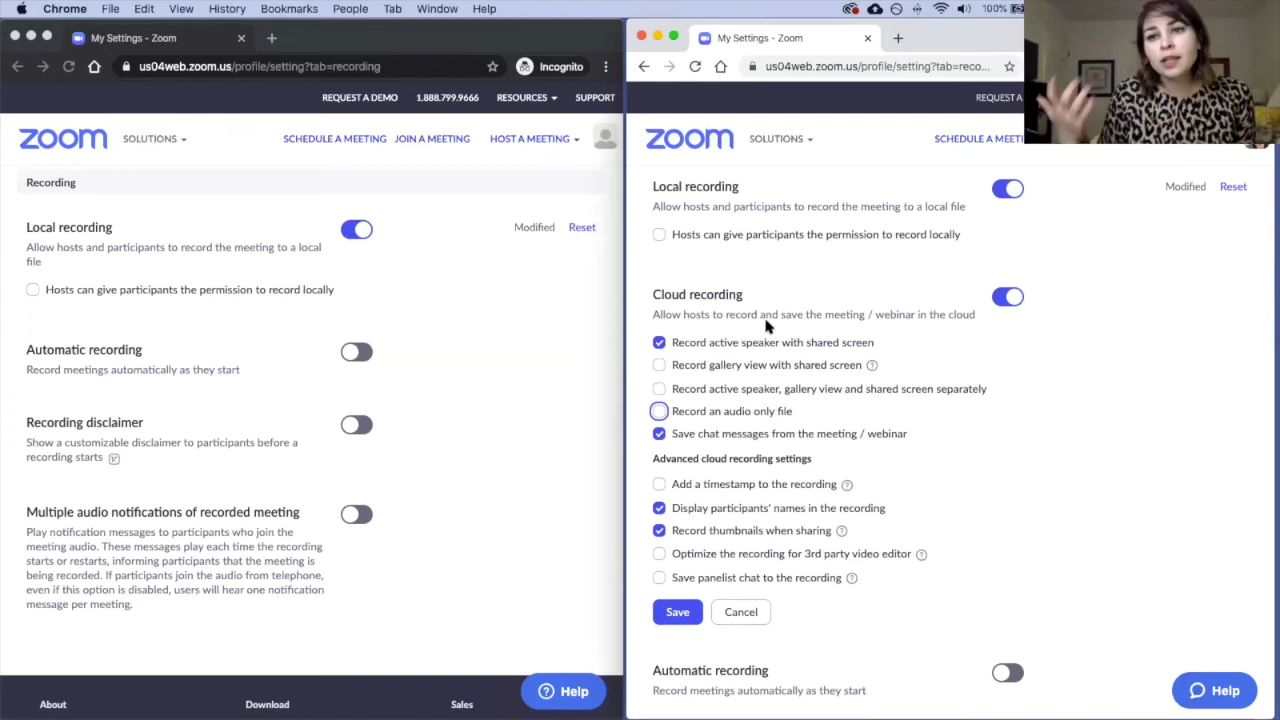 Chrome File Edit View History Bookmarks People Tab Window Help 100%
My Settings - Zoom
us04web.zoom.us/profile/setting?tab=recording
Incognito
REQUEST A DEMO 1.888.799.9666 RESOURCES SUPPORT
zoom SOLUTIONS SCHEDULE A MEETING JOIN A MEETING HOST A MEETING
Recording
Local recording
Modified Reset
Allow hosts and participants to record the meeting to a local
file
Hosts can give participants the permission to record locally
Automatic recording
Record meetings automatically as they start
Recording disclaimer
Show a customizable disclaimer to participants before a
recording starts
Multiple audio notifications of recorded meeting
Play notification messages to participants who join the
meeting audio. These messages play each time the recording
starts or restarts, informing participants that the meeting is
being recorded. If participants join the audio from telephone,
even if this option is disabled, users will hear one notification
message per meeting.
Help
About Download Sales
My Settings - Zoom
us04web.zoom.us/profile/setting?tab=reco...
REQUEST A
zoom SOLUTIONS SCHEDULE A MEETI
Local recording
Modified Reset
Allow hosts and participants to record the meeting to a local file
Hosts can give participants the permission to record locally
Cloud recording
Allow hosts to record and save the meeting / webinar in the cloud
Record active speaker with shared screen
Record gallery view with shared screen
Record active speaker, gallery view and shared screen separately
Record an audio only file
Save chat messages from the meeting / webinar
Advanced cloud recording settings
Add a timestamp to the recording
Display participants' names in the recording
Record thumbnails when sharing
Optimize the recording for 3rd party video editor
Save panelist chat to the recording
Save Cancel
Automatic recording
Record meetings automatically as they start
Help